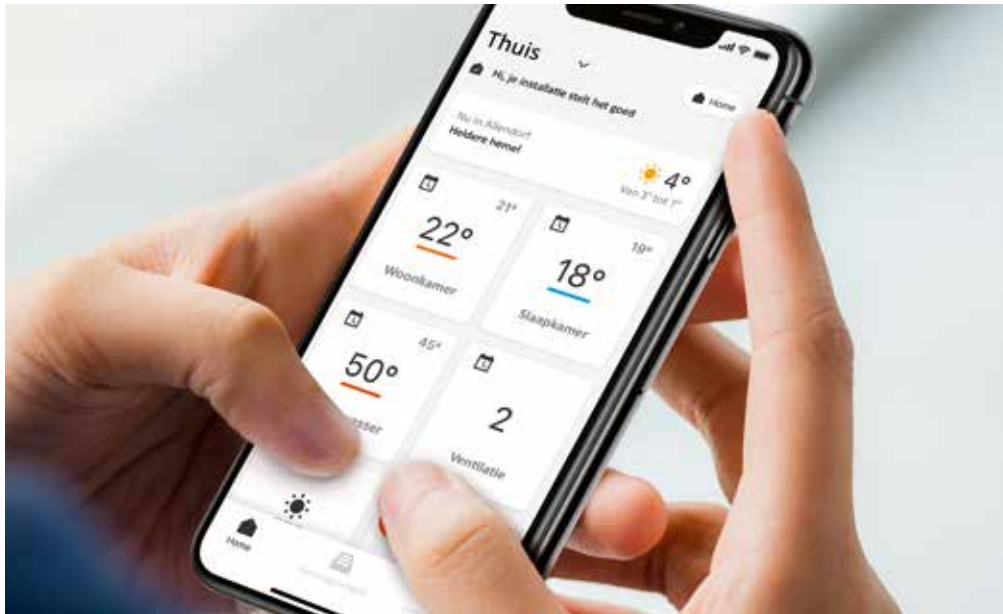 Thuis
Hi, je installatie stelt het goed
Home
Nu in Allendorf
Heldere hemel
4°
Van 3° tot 1°
21°
22°
Woonkamer
19°
18°
Slaapkamer
45°
50°
2
Ventilatie
Home